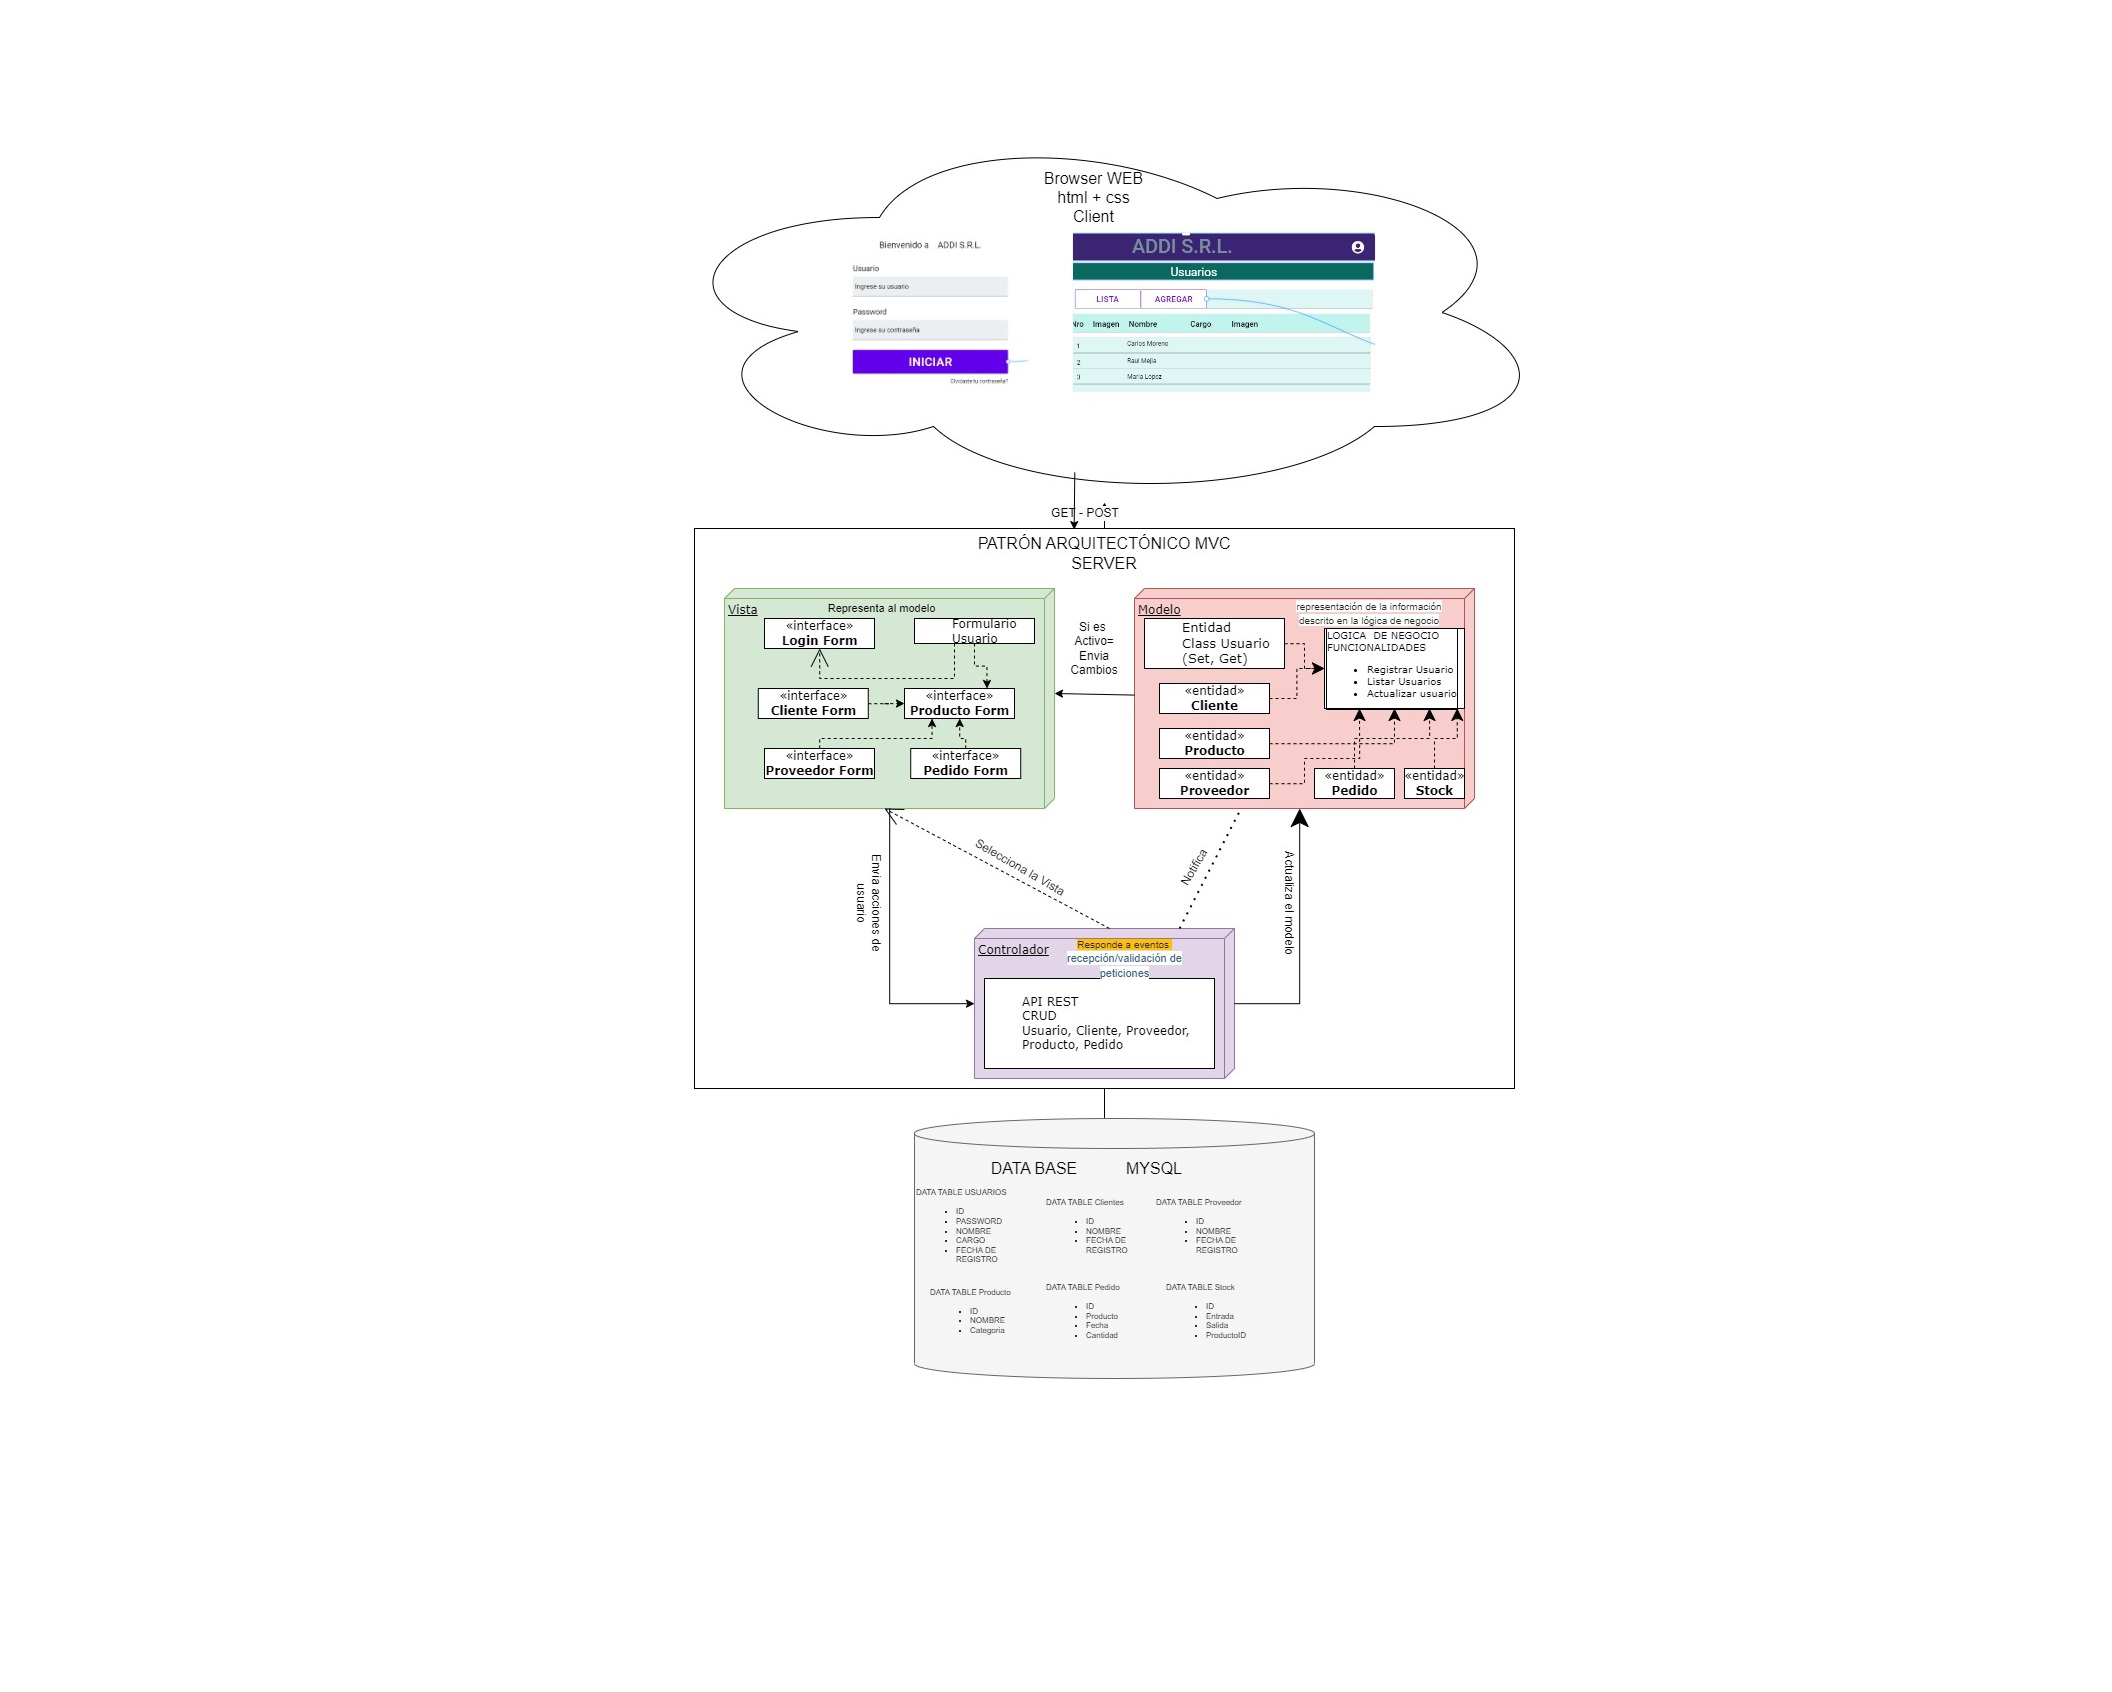 Browser WEB
html + css
Client
Bienvenido a ADDI S.R.L.
Usuario
Ingrese su usuario
Password
Ingrese su contraseña
INICIAR
Olvidaste tu contraseña?
ADDI S.R.L.
Usuarios
LISTA AGREGAR
Nro Imagen Nombre Cargo Imagen
1 Carlos Moreno
2 Raul Mejia
3 Maria Lopez
GET - POST
PATRÓN ARQUITECTÓNICO MVC
SERVER
Vista
Representa al modelo
«interface»
Login Form
Formulario
Usuario
«interface»
Cliente Form
«interface»
Producto Form
«interface»
Proveedor Form
«interface»
Pedido Form
Si es
Activo=
Envia
Cambios
Modelo
representación de la información
descrito en la lógica de negocio
Entidad
Class Usuario
(Set, Get)
LOGICA DE NEGOCIO
FUNCIONALIDADES
• Registrar Usuario
• Listar Usuarios
• Actualizar usuario
«entidad»
Cliente
«entidad»
Producto
«entidad»
Proveedor
«entidad»
Pedido
«entidad»
Stock
Envia acciones de
usuario
Selecciona la Vista
Notifica
Actualiza el modelo
Controlador
Responde a eventos
recepción/validación de
peticiones
API REST
CRUD
Usuario, Cliente, Proveedor,
Producto, Pedido
DATA BASE MYSQL
DATA TABLE USUARIOS
• ID
• PASSWORD
• NOMBRE
• CARGO
• FECHA DE
REGISTRO
DATA TABLE Clientes
• ID
• NOMBRE
• FECHA DE
REGISTRO
DATA TABLE Proveedor
• ID
• NOMBRE
• FECHA DE
REGISTRO
DATA TABLE Producto
• ID
• NOMBRE
• Categoria
DATA TABLE Pedido
• ID
• Producto
• Fecha
• Cantidad
DATA TABLE Stock
• ID
• Entrada
• Salida
• ProductoID